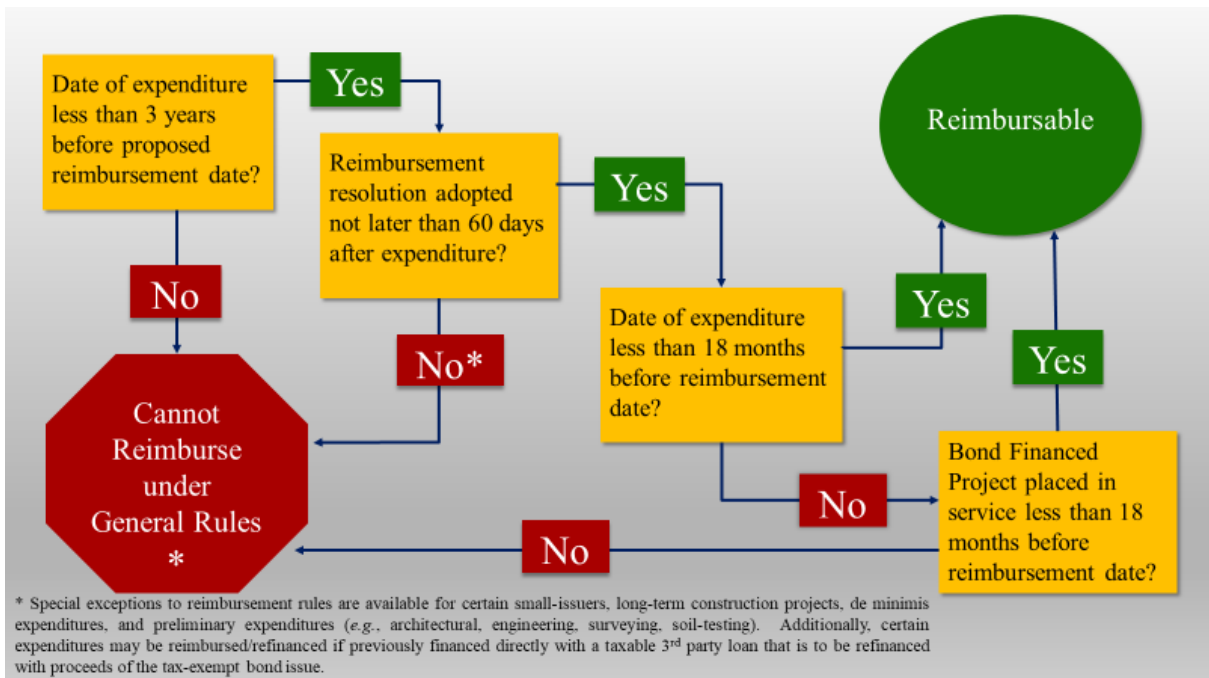 Date of expenditure
less than 3 years
before proposed
reimbursement date?
Yes
Reimbursement
resolution adopted
not later than 60 days
after expenditure?
Yes
Reimbursable
No
No*
Date of expenditure
less than 18 months
before reimbursement
date?
Yes
Yes
Cannot
Reimburse
under
General Rules
*
No
Bond Financed
Project placed in
service less than 18
months before
reimbursement date?
No
* Special exceptions to reimbursement rules are available for certain small-issuers, long-term construction projects, de minimis
expenditures, and preliminary expenditures (e.g., architectural, engineering, surveying, soil-testing). Additionally, certain
expenditures may be reimbursed/refinanced if previously financed directly with a taxable 3rd party loan that is to be refinanced
with proceeds of the tax-exempt bond issue.